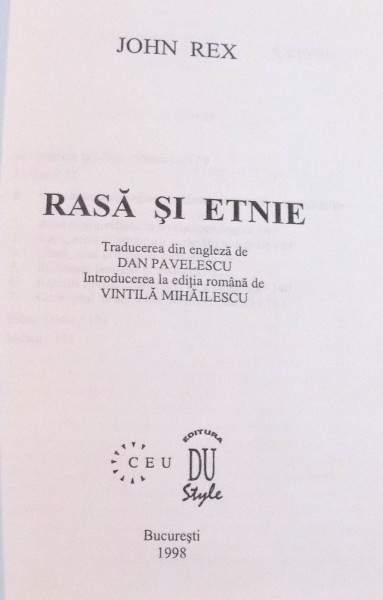 JOHN REX
RASĂ ŞI ETNIE
Traducerea din engleză de
DAN PAVELESCU
Introducerea la ediţia română de
VINTILĂ MIHĂILESCU
CEU
EDITURA
DU
Style
Bucureşti
1998